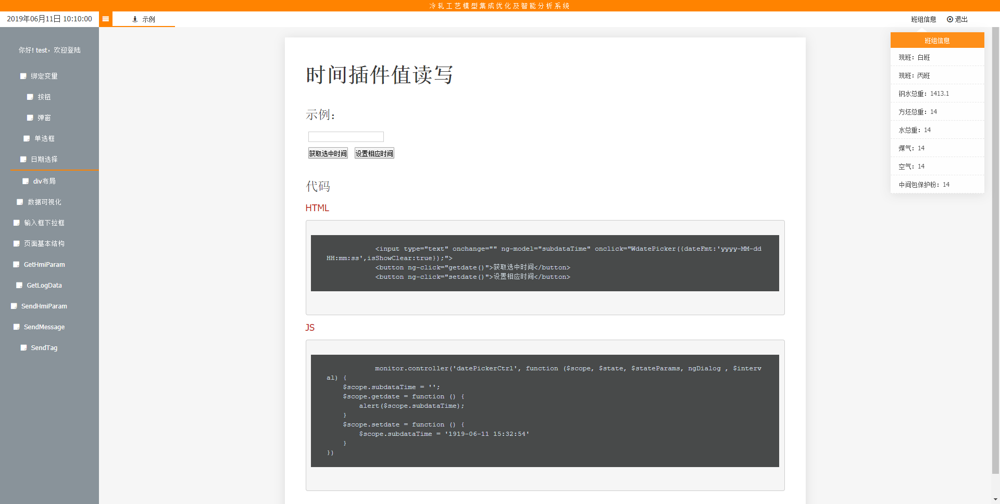 冷轧工艺模型集成优化及智能分析系统
2019年06月11日 10:10:00
示例
班组信息
退出
你好! test，欢迎登陆
绑定变量
按钮
弹窗
单选框
日期选择
div布局
数据可视化
输入框下拉框
页面基本结构
GetHmiParam
GetLogData
SendHmiParam
SendMessage
SendTag
时间插件值读写
示例：
获取选中时间
设置相应时间
代码
HTML
<input type="text" onchange="" ng-model="subdataTime" onclick="WdatePicker({dateFmt:'yyyy-MM-dd
HH:mm:ss',isShowClear:true});">
<button ng-click="getdate()">获取选中时间</button>
<button ng-click="setdate()">设置相应时间</button>
JS
monitor.controller('datePickerCtrl', function ($scope, $state, $stateParams, ngDialog , $interv
al) {
$scope.subdataTime = '';
$scope.getdate = function () {
alert($scope.subdataTime);
}
$scope.setdate = function () {
$scope.subdataTime = '1919-06-11 15:32:54'
}
})
班组信息
现班：白班
现班：丙班
钢水总重：1413.1
方坯总重：14
水总重：14
煤气：14
空气：14
中间包保护粉：14